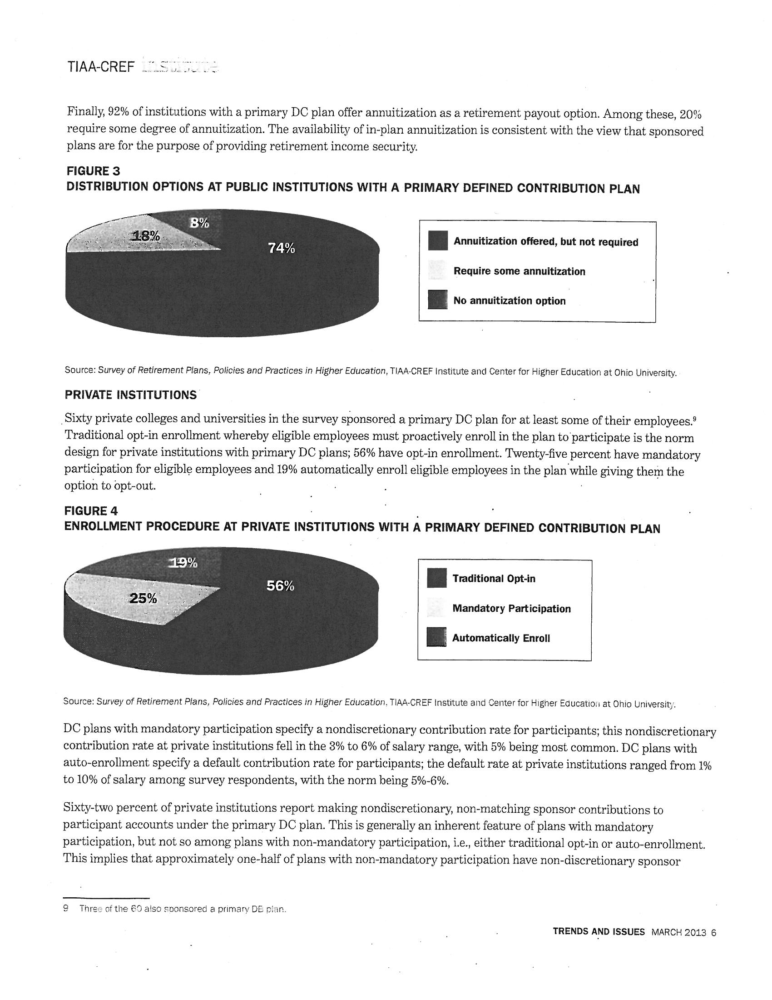 TIAA-CREF institute
Finally, 92% of institutions with a primary DC plan offer annuitization as a retirement payout option. Among these, 20%
require some degree of annuitization. The availability of in-plan annuitization is consistent with the view that sponsored
plans are for the purpose of providing retirement income security.
FIGURE 3
DISTRIBUTION OPTIONS AT PUBLIC INSTITUTIONS WITH A PRIMARY DEFINED CONTRIBUTION PLAN
8%
18%
74%
Annuitization offered, but not required
Require some annuitization
No annuitization option
Source: Survey of Retirement Plans, Policies and Practices in Higher Education, TIAA-CREF Institute and Center for Higher Education at Ohio University.
PRIVATE INSTITUTIONS
Sixty private colleges and universities in the survey sponsored a primary DC plan for at least some of their employees.⁹
Traditional opt-in enrollment whereby eligible employees must proactively enroll in the plan to participate is the norm
design for private institutions with primary DC plans; 56% have opt-in enrollment. Twenty-five percent have mandatory
participation for eligible employees and 19% automatically enroll eligible employees in the plan while giving them the
option to opt-out.
FIGURE 4
ENROLLMENT PROCEDURE AT PRIVATE INSTITUTIONS WITH A PRIMARY DEFINED CONTRIBUTION PLAN
19%
56%
25%
Traditional Opt-in
Mandatory Participation
Automatically Enroll
Source: Survey of Retirement Plans, Policies and Practices in Higher Education, TIAA-CREF Institute and Center for Higher Education at Ohio University.
DC plans with mandatory participation specify a nondiscretionary contribution rate for participants; this nondiscretionary
contribution rate at private institutions fell in the 3% to 6% of salary range, with 5% being most common. DC plans with
auto-enrollment specify a default contribution rate for participants; the default rate at private institutions ranged from 1%
to 10% of salary among survey respondents, with the norm being 5%-6%.
Sixty-two percent of private institutions report making nondiscretionary, non-matching sponsor contributions to
participant accounts under the primary DC plan. This is generally an inherent feature of plans with mandatory
participation, but not so among plans with non-mandatory participation, i.e., either traditional opt-in or auto-enrollment.
This implies that approximately one-half of plans with non-mandatory participation have non-discretionary sponsor
9 Three of the 60 also sponsored a primary DB plan.
TRENDS AND ISSUES MARCH 2013 6